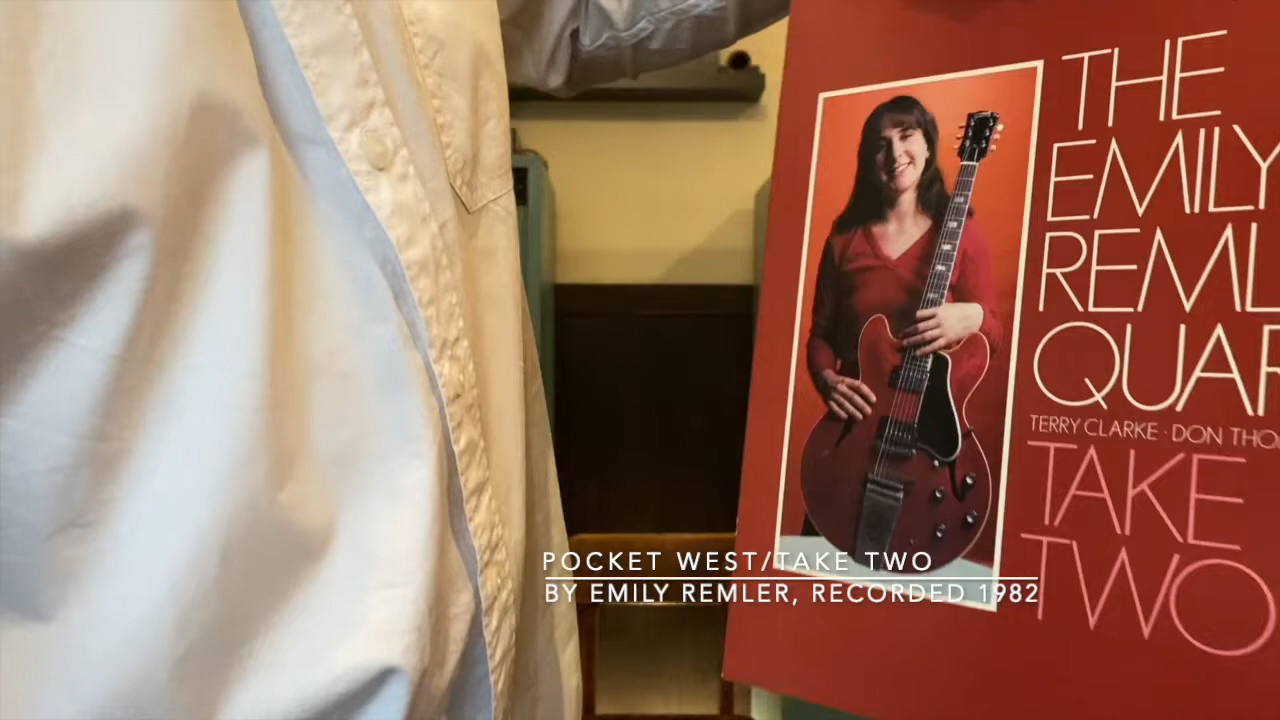 THE
EMILY
REML
QUAR
TERRY CLARKE · DON THO
TAKE
TWO
POCKET WEST/TAKE TWO
BY EMILY REMLER, RECORDED 1982